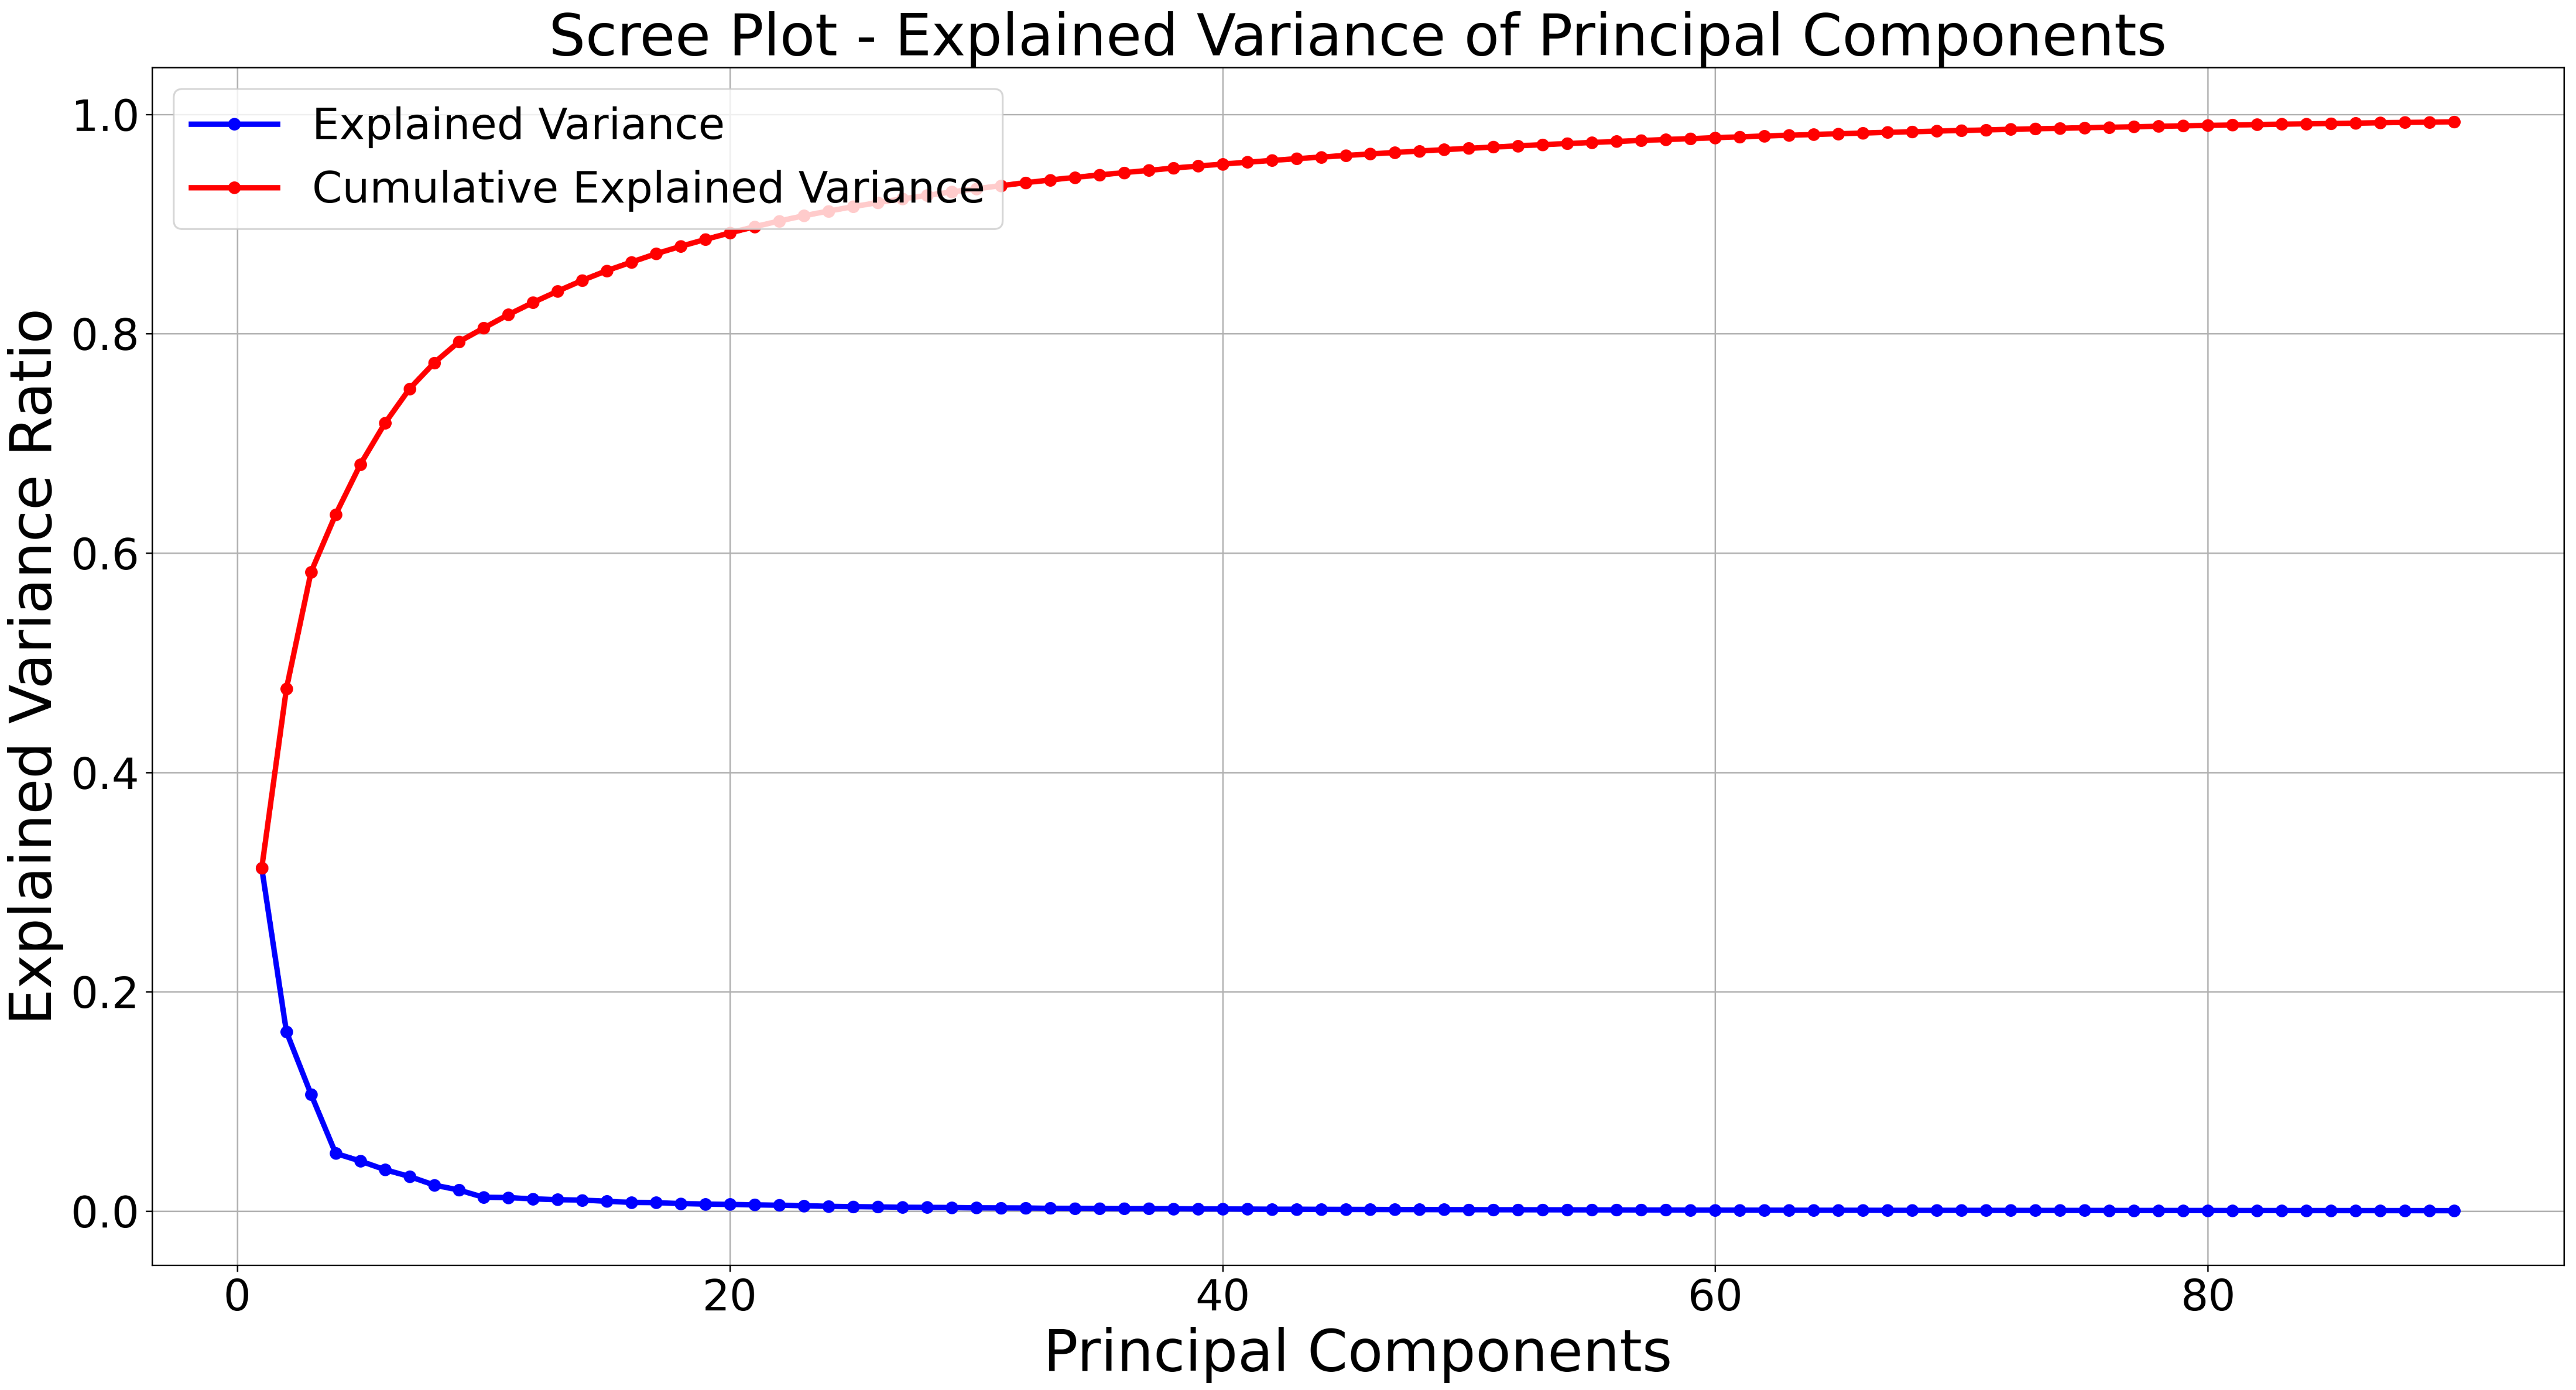 Scree Plot - Explained Variance of Principal Components
Explained Variance
Cumulative Explained Variance
Explained Variance Ratio
1.0
0.8
0.6
0.4
0.2
0.0
0 20 40 60 80
Principal Components